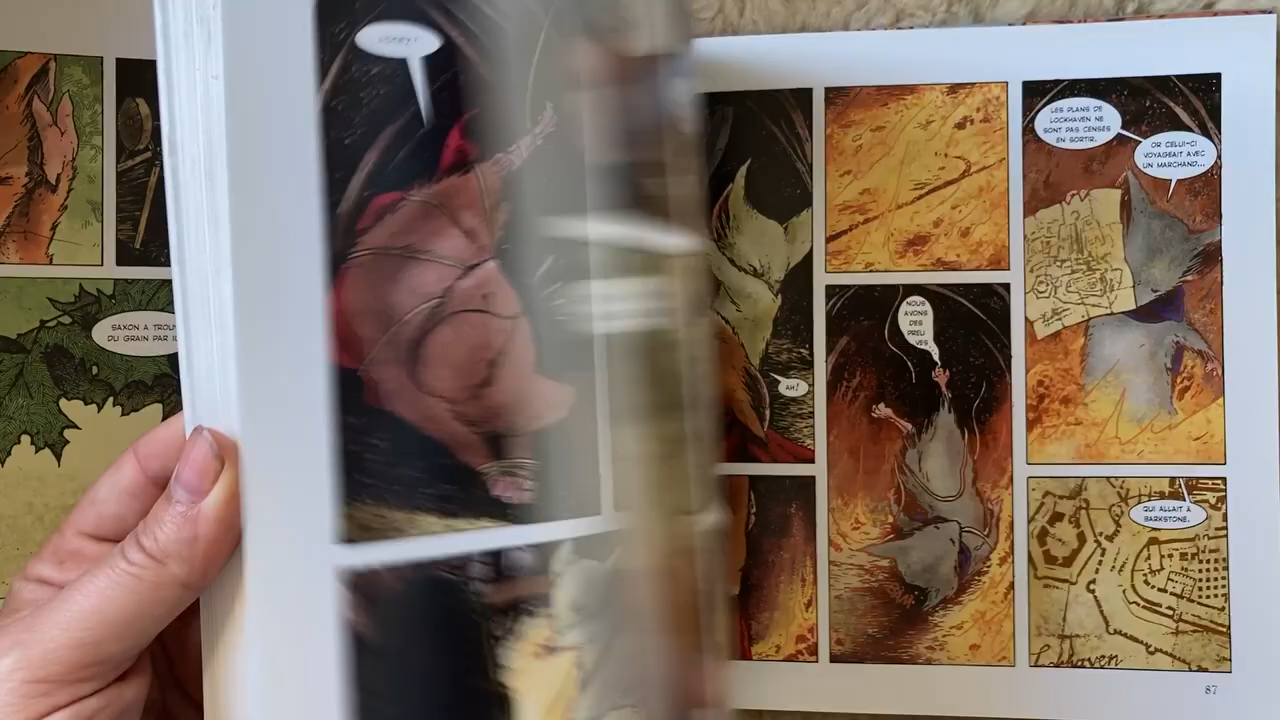 SAXON A
DU GRAIN PAR
AH!
NOUS
AVONS
DES
PREU
VES
LES PLANS DE
LOCKHAVEN NE
SONT PAS CENSÉS
EN SORTIR.
OR CELUI-CI
VOYAGEAIT AVEC
UN MARCHAND...
QUI ALLAIT À
BARKSTONE.
Lockhaven
87